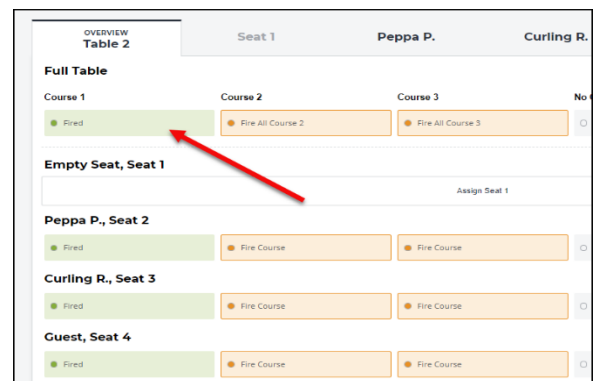 OVERVIEW
Table 2
Seat 1
Peppa P.
Curling R.
Full Table
Course 1
Course 2
Course 3
No
Fired
Fire All Course 2
Fire All Course 3
Empty Seat, Seat 1
Assign Seat 1
Peppa P., Seat 2
Fired
Fire Course
Fire Course
Curling R., Seat 3
Fired
Fire Course
Fire Course
Guest, Seat 4
Fired
Fire Course
Fire Course